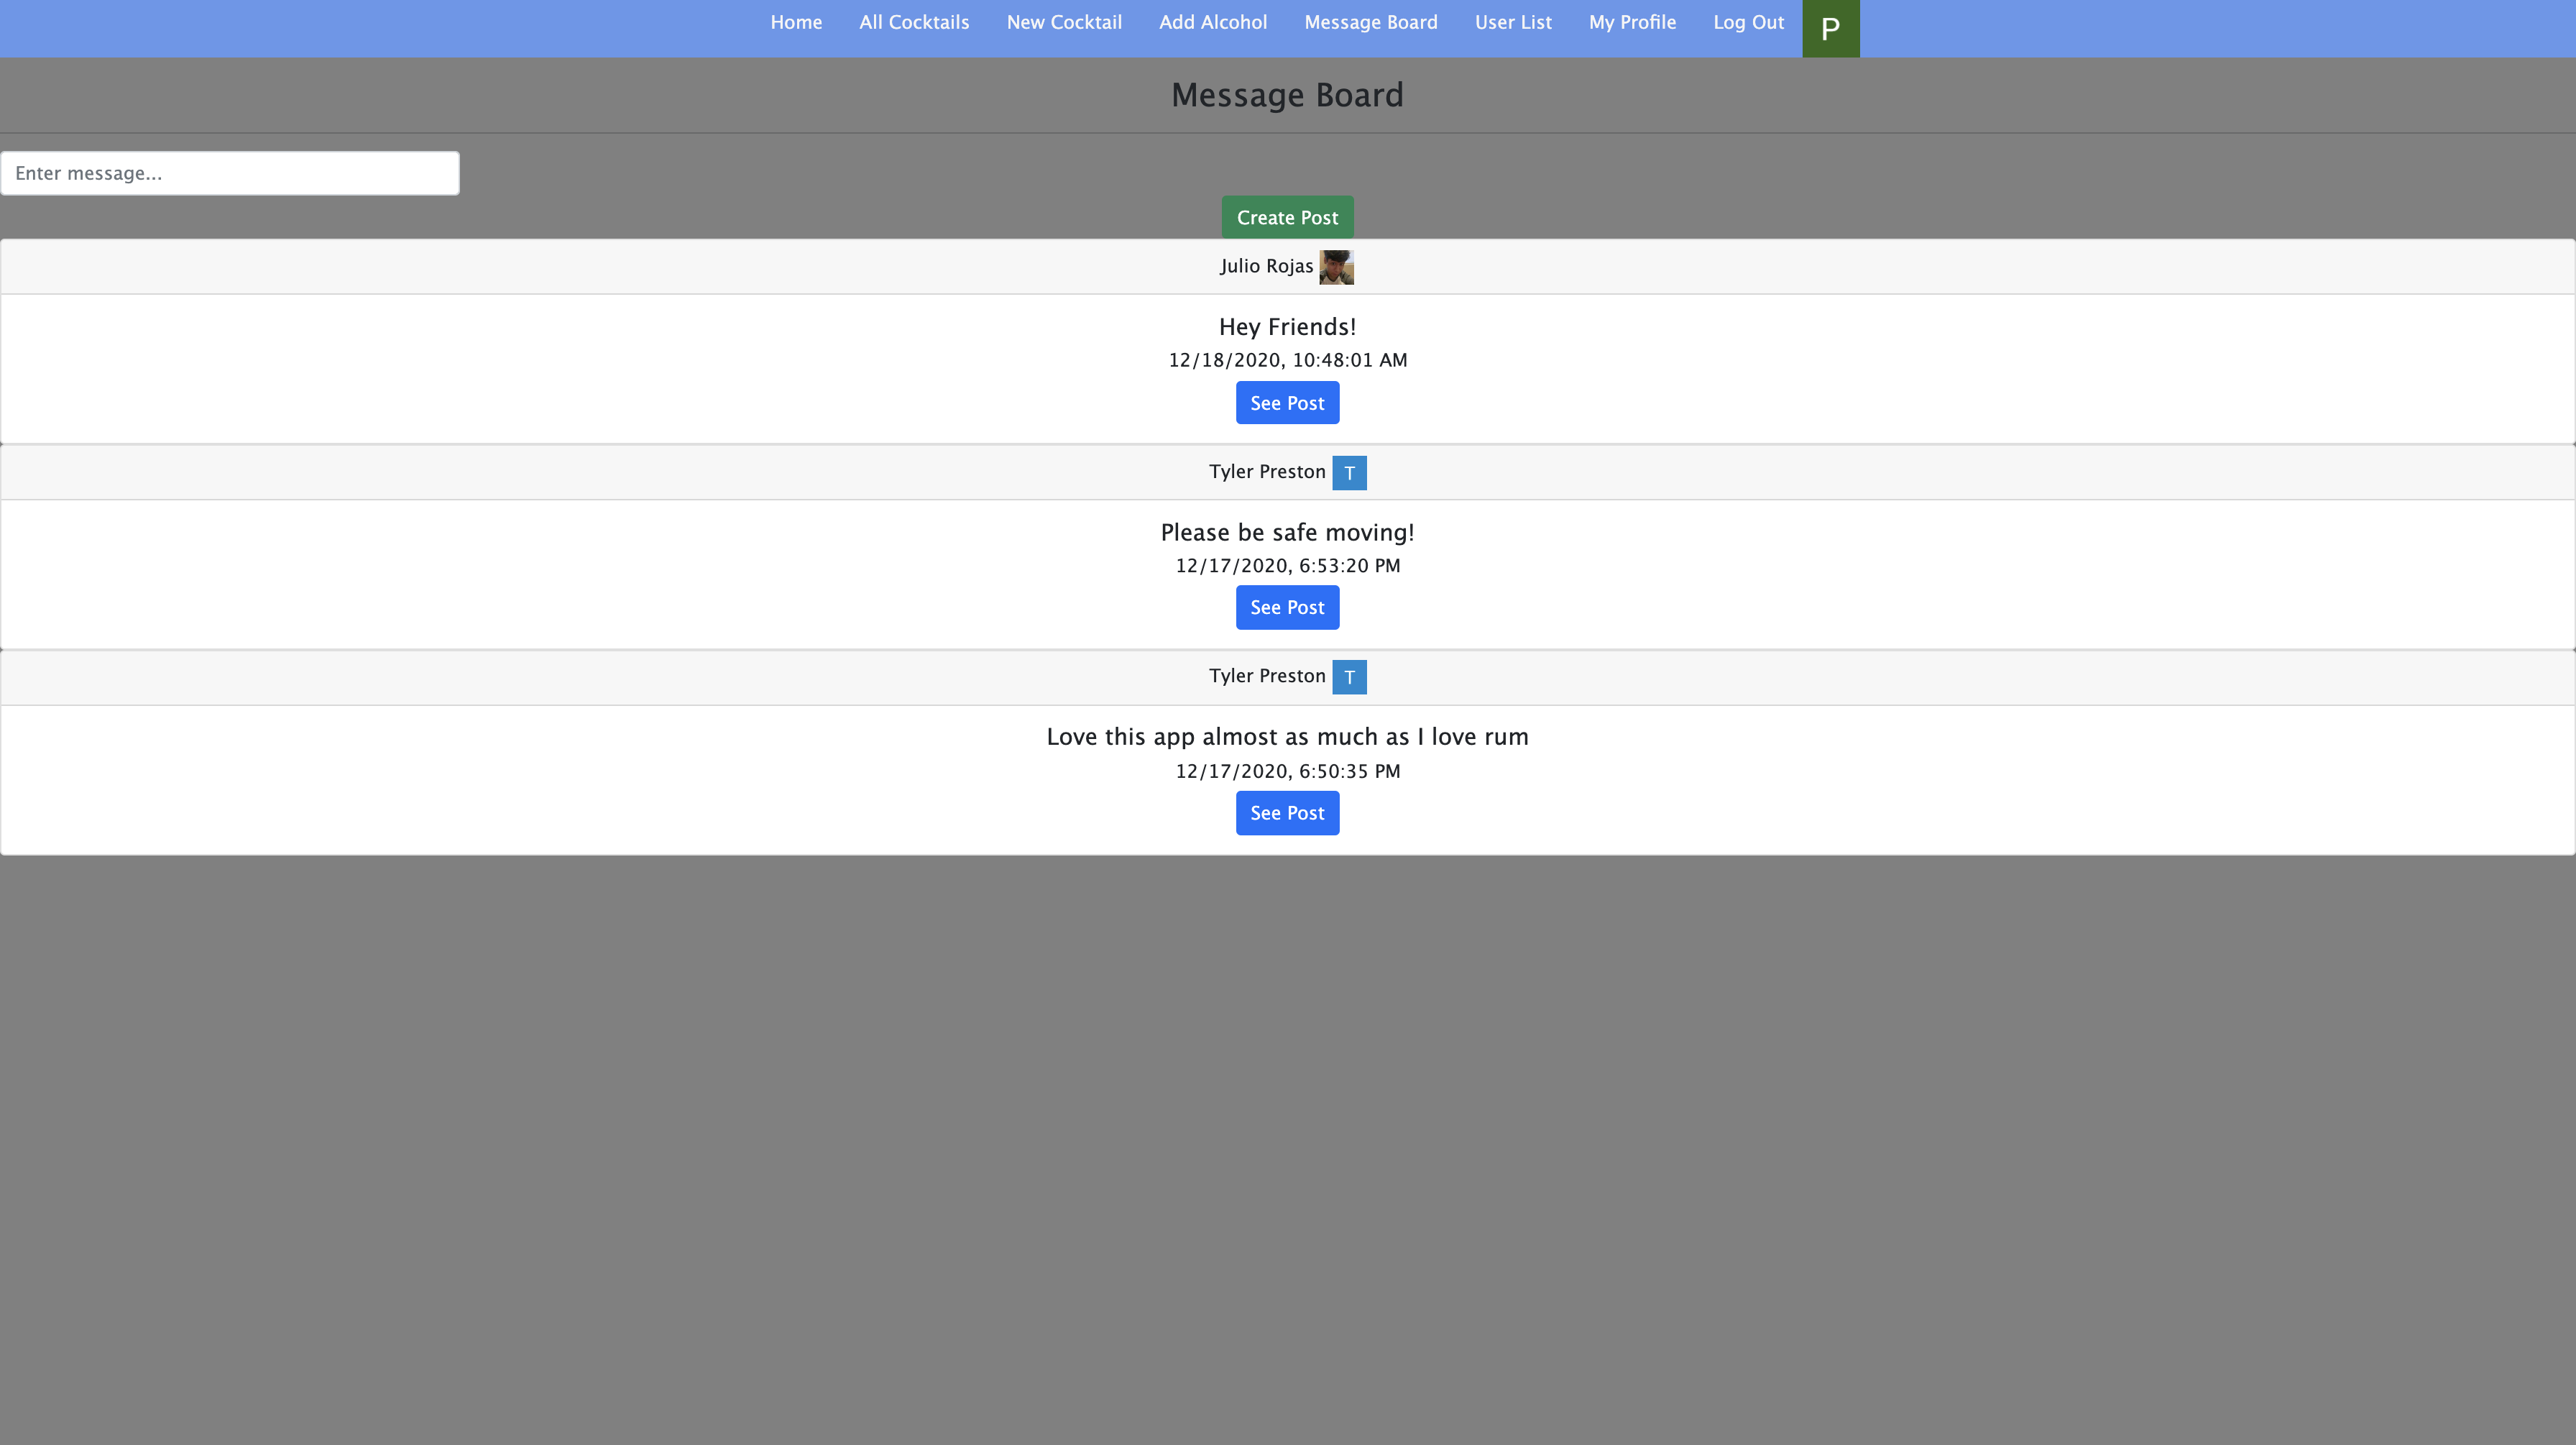 Home All Cocktails New Cocktail Add Alcohol Message Board User List My Profile Log Out P
Message Board
Enter message...
Create Post
Julio Rojas
Hey Friends!
12/18/2020, 10:48:01 AM
See Post
Tyler Preston T
Please be safe moving!
12/17/2020, 6:53:20 PM
See Post
Tyler Preston T
Love this app almost as much as I love rum
12/17/2020, 6:50:35 PM
See Post